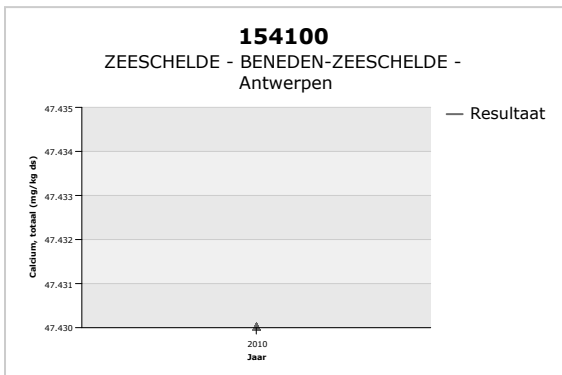 154100
ZEESCHELDE - BENEDEN-ZEESCHELDE -
Antwerpen
Resultaat
Calcium, totaal (mg/kg ds)
47.435
47.434
47.433
47.432
47.431
47.430
2010
Jaar